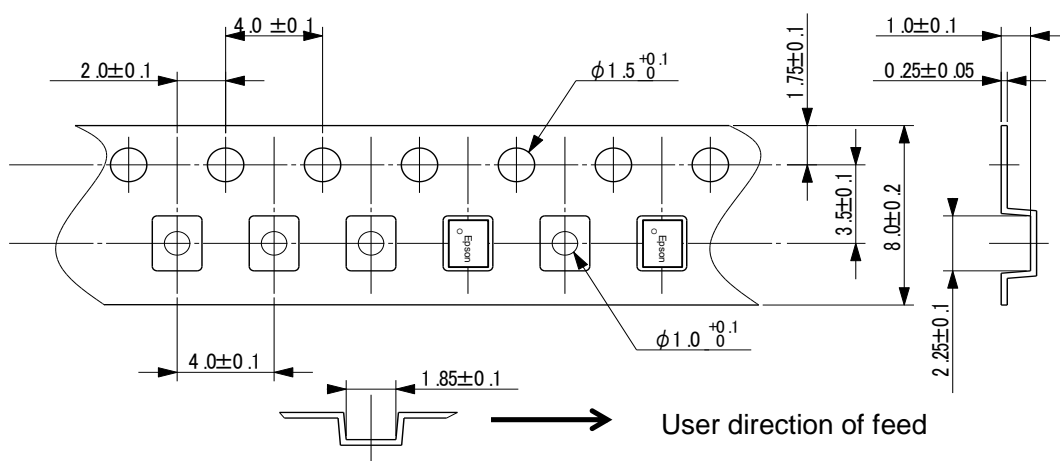 4.0 ±0.1
2.0±0.1
φ1.5 +0.1 0
1.75±0.1
1.0±0.1
0.25±0.05
3.5±0.1
8.0±0.2
2.25±0.1
Epson
Epson
φ1.0 +0.1 0
4.0±0.1
1.85±0.1
User direction of feed